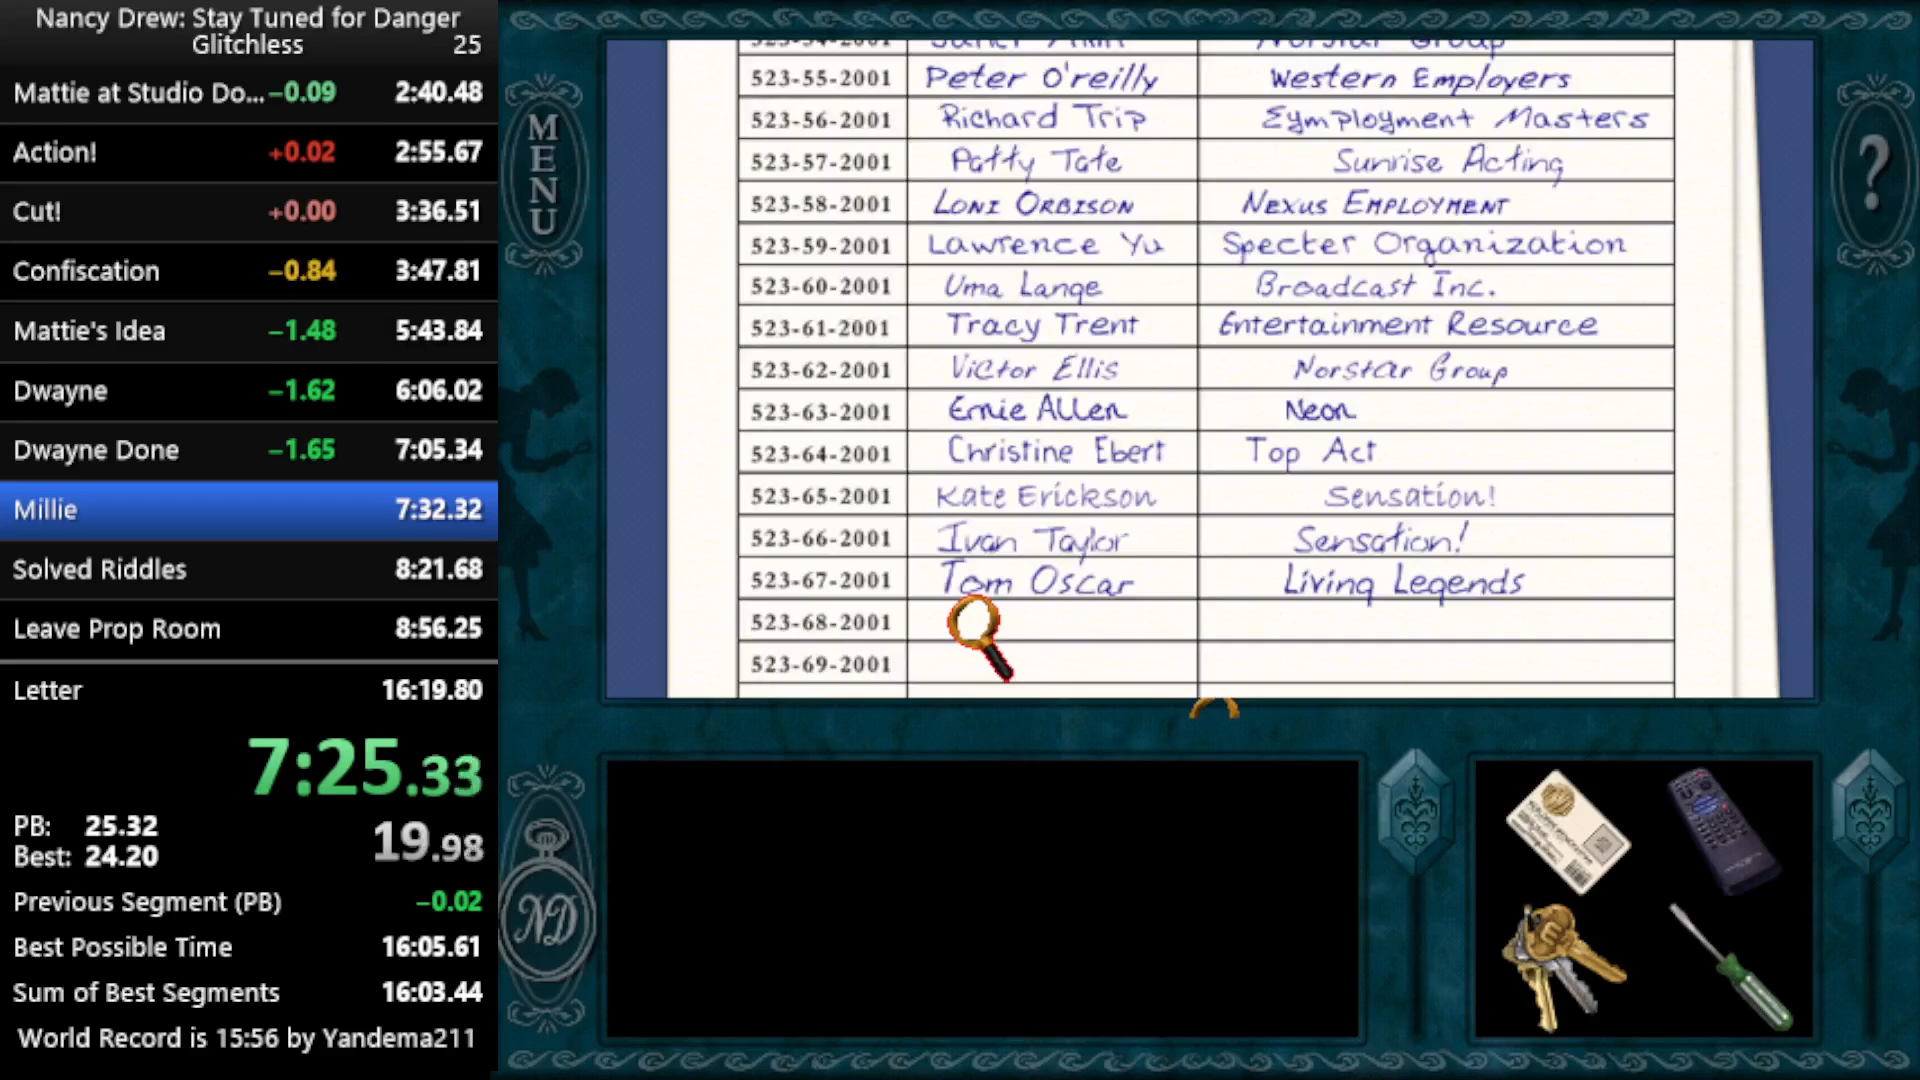 Nancy Drew: Stay Tuned for Danger
Glitchless 25
Mattie at Studio Do... −0.09 2:40.48
Action! +0.02 2:55.67
Cut! +0.00 3:36.51
Confiscation −0.84 3:47.81
Mattie's Idea −1.48 5:43.84
Dwayne −1.62 6:06.02
Dwayne Done −1.65 7:05.34
Millie 7:32.32
Solved Riddles 8:21.68
Leave Prop Room 8:56.25
Letter 16:19.80
7:25.33
PB: 25.32
Best: 24.20
19.98
Previous Segment (PB) −0.02
Best Possible Time 16:05.61
Sum of Best Segments 16:03.44
World Record is 15:56 by Yandema211
MENU
523-54-2001 Norstar Group
523-55-2001 Peter O'reilly Western Employers
523-56-2001 Richard Trip Eymployment Masters
523-57-2001 Patty Tate Sunrise Acting
523-58-2001 LONI ORBISON NEXUS EMPLOYMENT
523-59-2001 Lawrence Yu Specter Organization
523-60-2001 Uma Lange Broadcast Inc.
523-61-2001 Tracy Trent Entertainment Resource
523-62-2001 Victor Ellis Norstar Group
523-63-2001 Ernie Allen Neon
523-64-2001 Christine Ebert Top Act
523-65-2001 Kate Erickson Sensation!
523-66-2001 Ivan Taylor Sensation!
523-67-2001 Tom Oscar Living Legends
523-68-2001
523-69-2001
?
ND
E